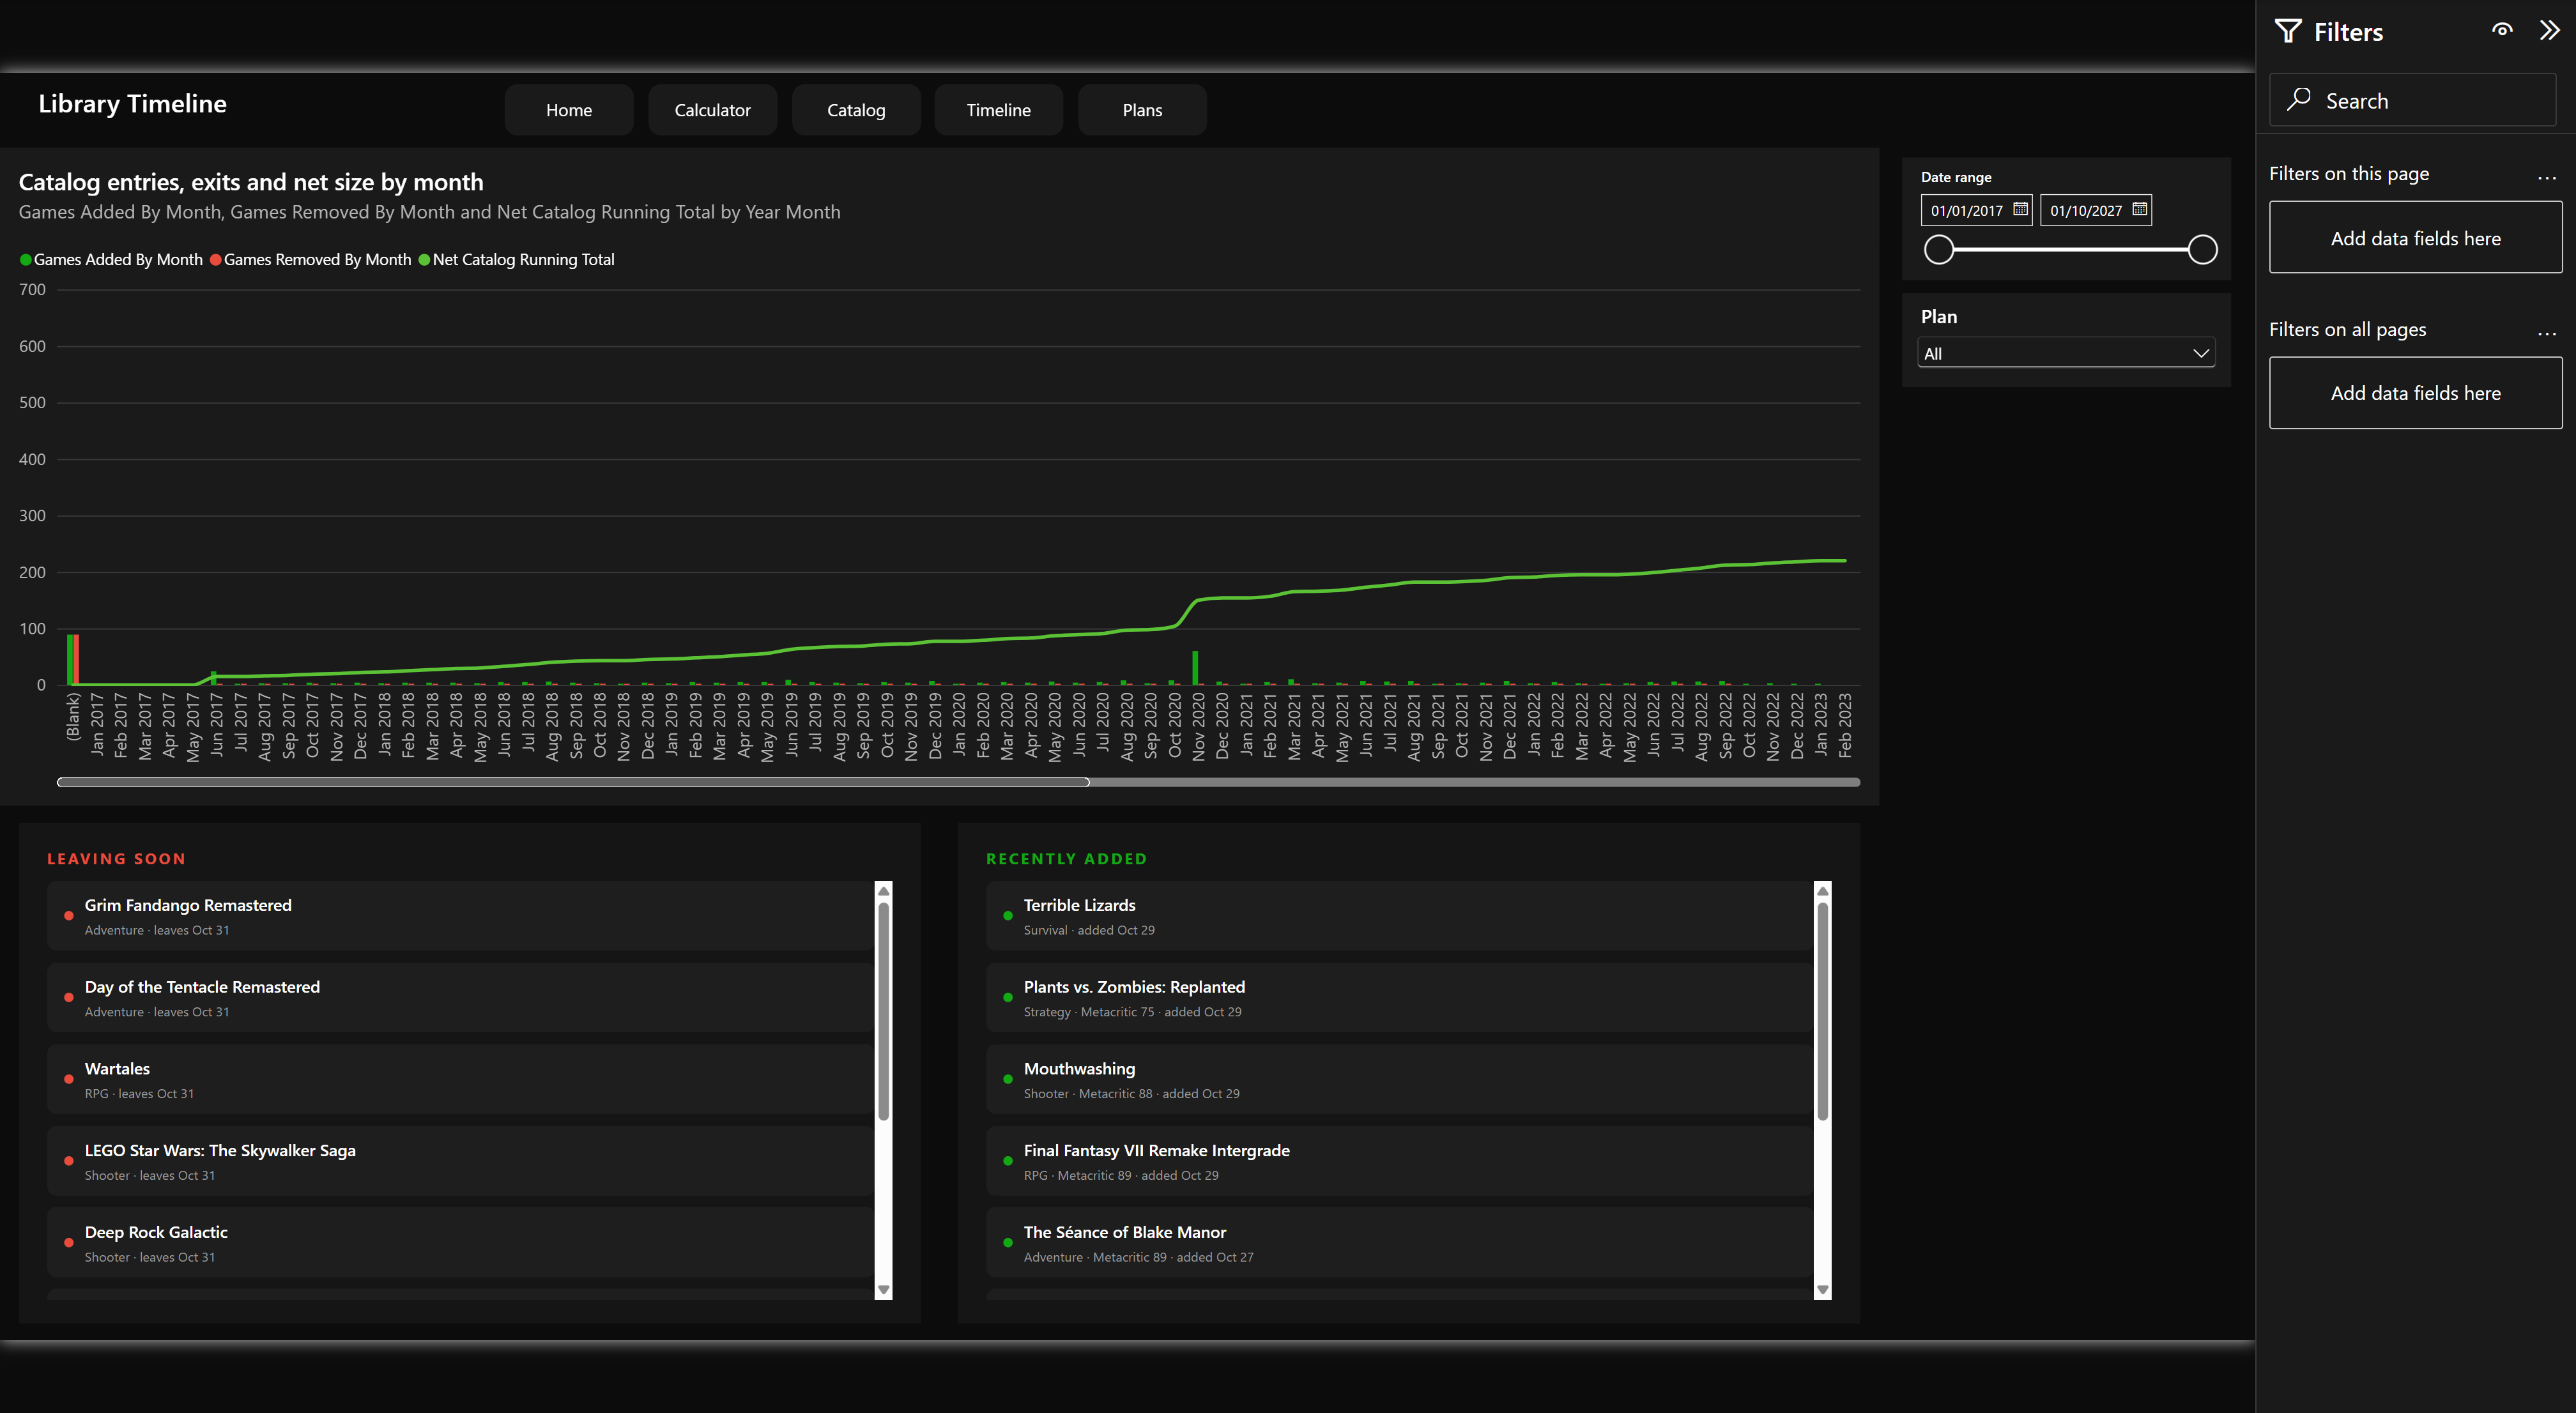 Library Timeline
Home
Calculator
Catalog
Timeline
Plans
Catalog entries, exits and net size by month
Games Added By Month, Games Removed By Month and Net Catalog Running Total by Year Month
Games Added By Month Games Removed By Month Net Catalog Running Total
700
600
500
400
300
200
100
0
(Blank)
Jan 2017
Feb 2017
Mar 2017
Apr 2017
May 2017
Jun 2017
Jul 2017
Aug 2017
Sep 2017
Oct 2017
Nov 2017
Dec 2017
Jan 2018
Feb 2018
Mar 2018
Apr 2018
May 2018
Jun 2018
Jul 2018
Aug 2018
Sep 2018
Oct 2018
Nov 2018
Dec 2018
Jan 2019
Feb 2019
Mar 2019
Apr 2019
May 2019
Jun 2019
Jul 2019
Aug 2019
Sep 2019
Oct 2019
Nov 2019
Dec 2019
Jan 2020
Feb 2020
Mar 2020
Apr 2020
May 2020
Jun 2020
Jul 2020
Aug 2020
Sep 2020
Oct 2020
Nov 2020
Dec 2020
Jan 2021
Feb 2021
Mar 2021
Apr 2021
May 2021
Jun 2021
Jul 2021
Aug 2021
Sep 2021
Oct 2021
Nov 2021
Dec 2021
Jan 2022
Feb 2022
Mar 2022
Apr 2022
May 2022
Jun 2022
Jul 2022
Aug 2022
Sep 2022
Oct 2022
Nov 2022
Dec 2022
Jan 2023
Feb 2023
Date range
01/01/2017
01/10/2027
Plan
All
LEAVING SOON
Grim Fandango Remastered
Adventure · leaves Oct 31
Day of the Tentacle Remastered
Adventure · leaves Oct 31
Wartales
RPG · leaves Oct 31
LEGO Star Wars: The Skywalker Saga
Shooter · leaves Oct 31
Deep Rock Galactic
Shooter · leaves Oct 31
RECENTLY ADDED
Terrible Lizards
Survival · added Oct 29
Plants vs. Zombies: Replanted
Strategy · Metacritic 75 · added Oct 29
Mouthwashing
Shooter · Metacritic 88 · added Oct 29
Final Fantasy VII Remake Intergrade
RPG · Metacritic 89 · added Oct 29
The Séance of Blake Manor
Adventure · Metacritic 89 · added Oct 27
Filters
Search
Filters on this page
...
Add data fields here
Filters on all pages
...
Add data fields here